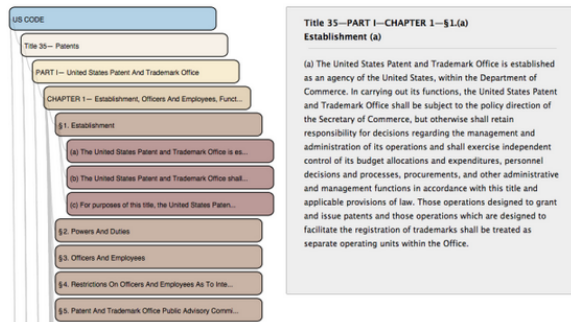 US CODE
Title 35— Patents
PART I— United States Patent And Trademark Office
CHAPTER 1— Establishment, Officers And Employees, Funct...
§1. Establishment
(a) The United States Patent and Trademark Office is es...
(b) The United States Patent and Trademark Office shall...
(c) For purposes of this title, the United States Paten...
§2. Powers And Duties
§3. Officers And Employees
§4. Restrictions On Officers And Employees As To Inte...
§5. Patent And Trademark Office Public Advisory Commi...
Title 35—PART I—CHAPTER 1—§1.(a)
Establishment (a)
(a) The United States Patent and Trademark Office is established
as an agency of the United States, within the Department of
Commerce. In carrying out its functions, the United States Patent
and Trademark Office shall be subject to the policy direction of
the Secretary of Commerce, but otherwise shall retain
responsibility for decisions regarding the management and
administration of its operations and shall exercise independent
control of its budget allocations and expenditures, personnel
decisions and processes, procurements, and other administrative
and management functions in accordance with this title and
applicable provisions of law. Those operations designed to grant
and issue patents and those operations which are designed to
facilitate the registration of trademarks shall be treated as
separate operating units within the Office.